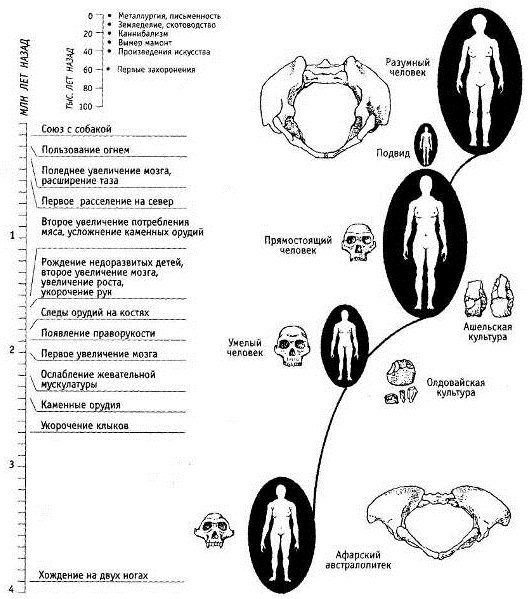 МЛН ЛЕТ НАЗАД
ТЫС. ЛЕТ НАЗАД
0
20
40
60
80
100
• Металлургия, письменность
• Земледелие, скотоводство
• Каннибализм
• Вымер мамонт
• Произведения искусства
• Первые захоронения
Союз с собакой
Пользование огнем
Поледнее увеличение мозга,
расширение таза
Первое расселение на север
Второе увеличение потребления
мяса, усложнение каменных орудий
1
Рождение недоразвитых детей,
второе увеличение мозга,
увеличение роста,
укорочение рук
Следы орудий на костях
Появление праворукости
2
Первое увеличение мозга
Ослабление жевательной
мускулатуры
Каменные орудия
Укорочение клыков
3
Хождение на двух ногах
4
Разумный
человек
Подвид
Прямостоящий
человек
Ашельская
культура
Умелый
человек
Олдовайская
культура
Афарский
австралолитек